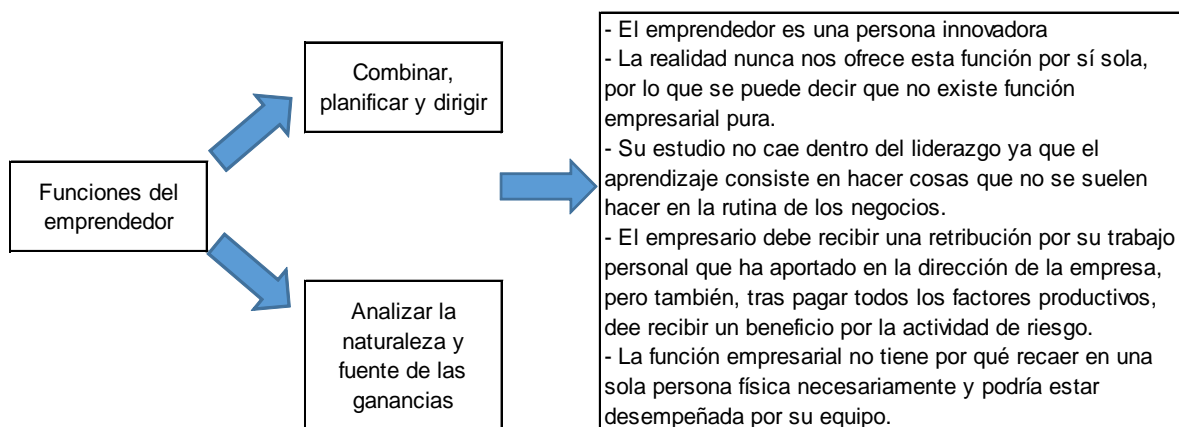 Funciones del
emprendedor
Combinar,
planificar y dirigir
Analizar la
naturaleza y
fuente de las
ganancias
- El emprendedor es una persona innovadora
- La realidad nunca nos ofrece esta función por sí sola,
por lo que se puede decir que no existe función
empresarial pura.
- Su estudio no cae dentro del liderazgo ya que el
aprendizaje consiste en hacer cosas que no se suelen
hacer en la rutina de los negocios.
- El empresario debe recibir una retribución por su trabajo
personal que ha aportado en la dirección de la empresa,
pero también, tras pagar todos los factores productivos,
dee recibir un beneficio por la actividad de riesgo.
- La función empresarial no tiene por qué recaer en una
sola persona física necesariamente y podría estar
desempeñada por su equipo.